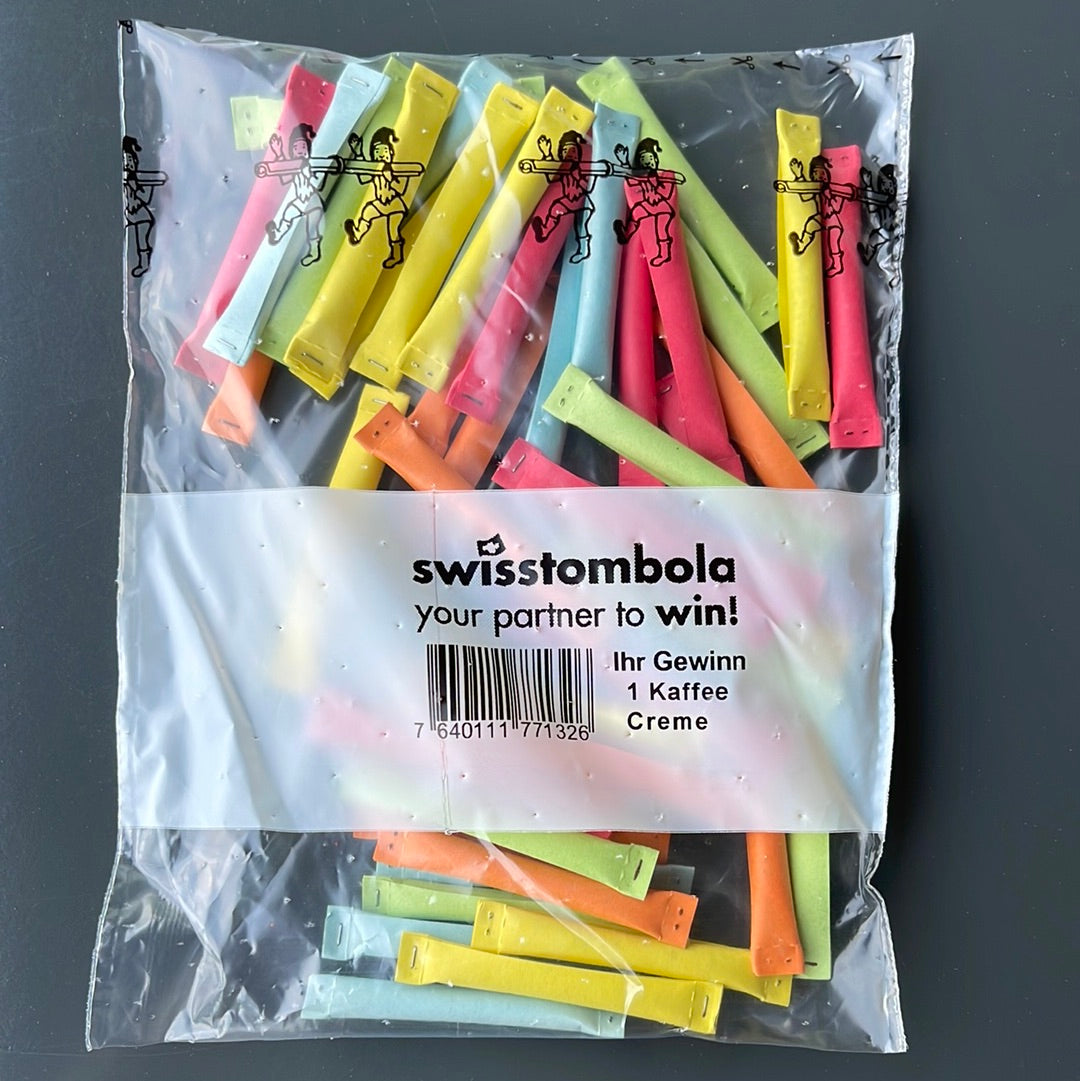 swisstombola
your partner to win!
Ihr Gewinn
1 Kaffee
Creme
7 640111 771326